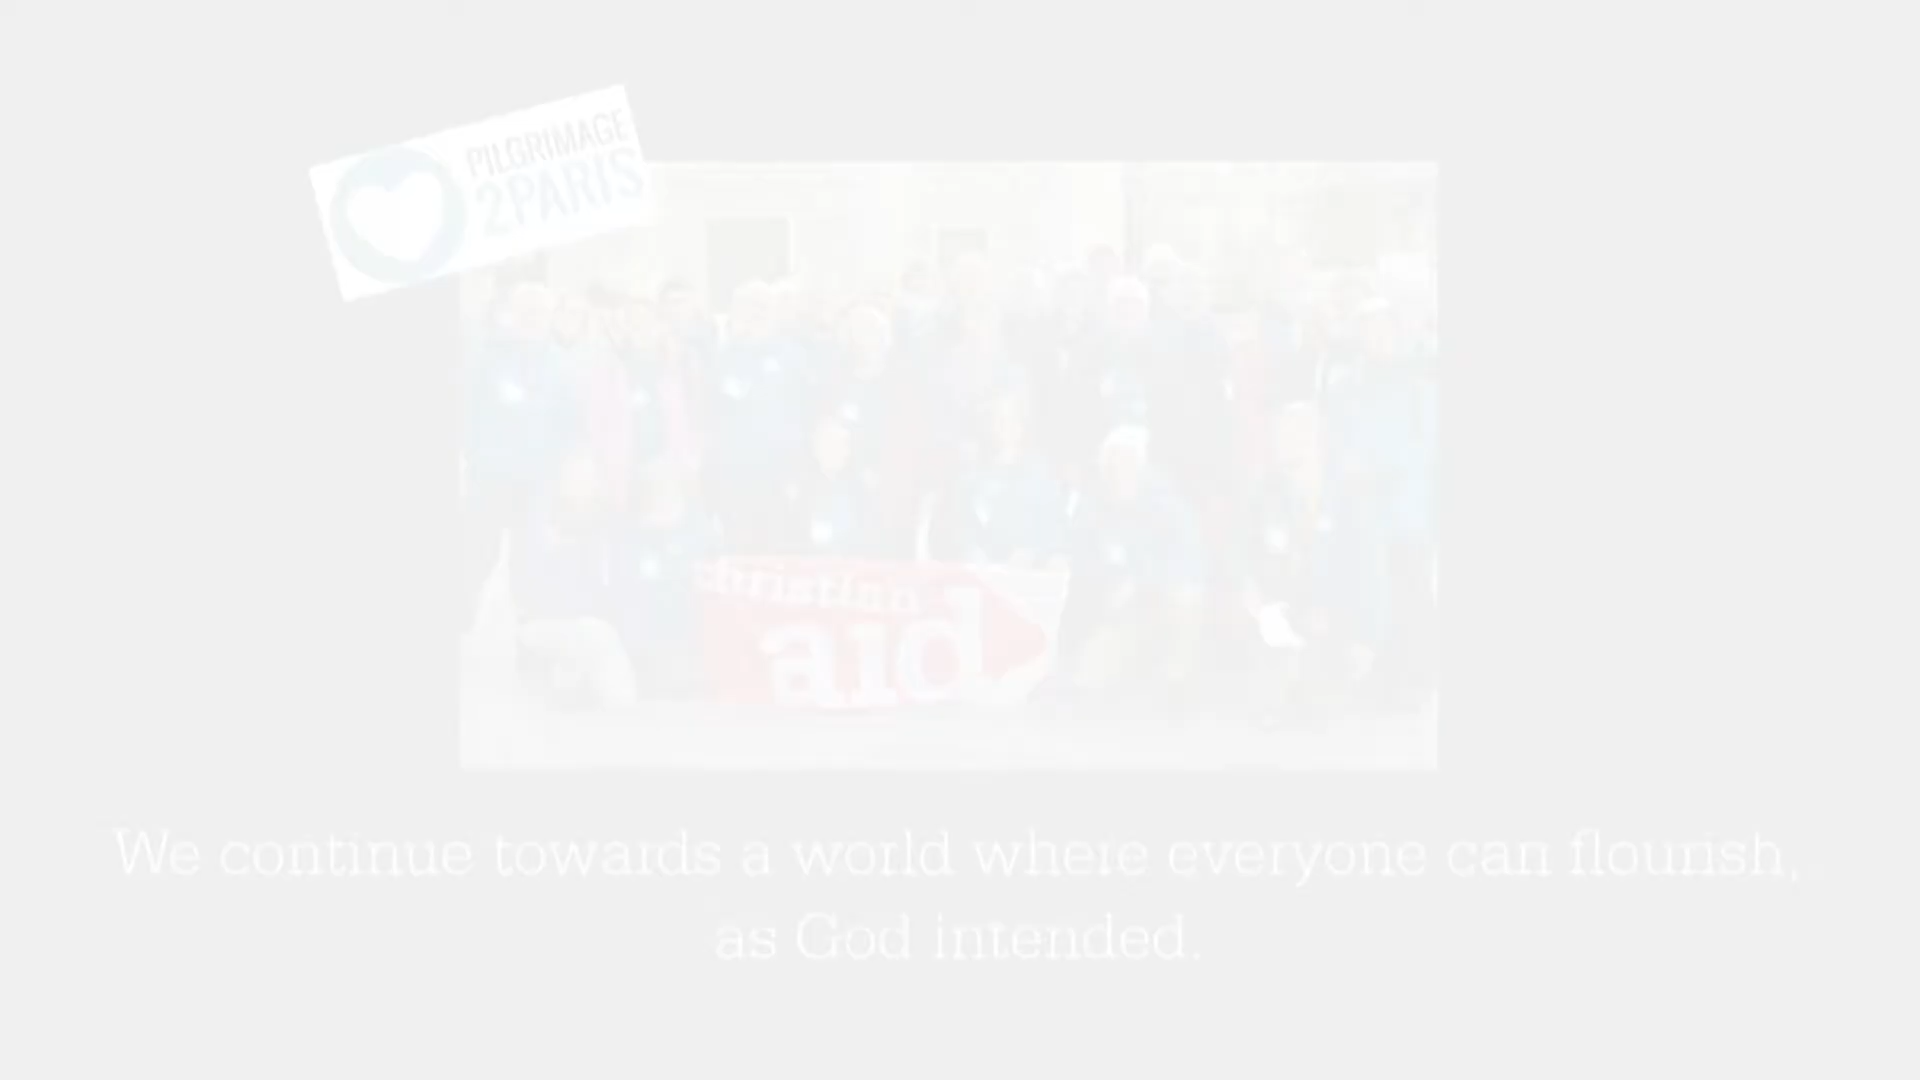 PILGRIMAGE
2PARIS
christian
aid
We continue towards a world where everyone can flourish,
as God intended.